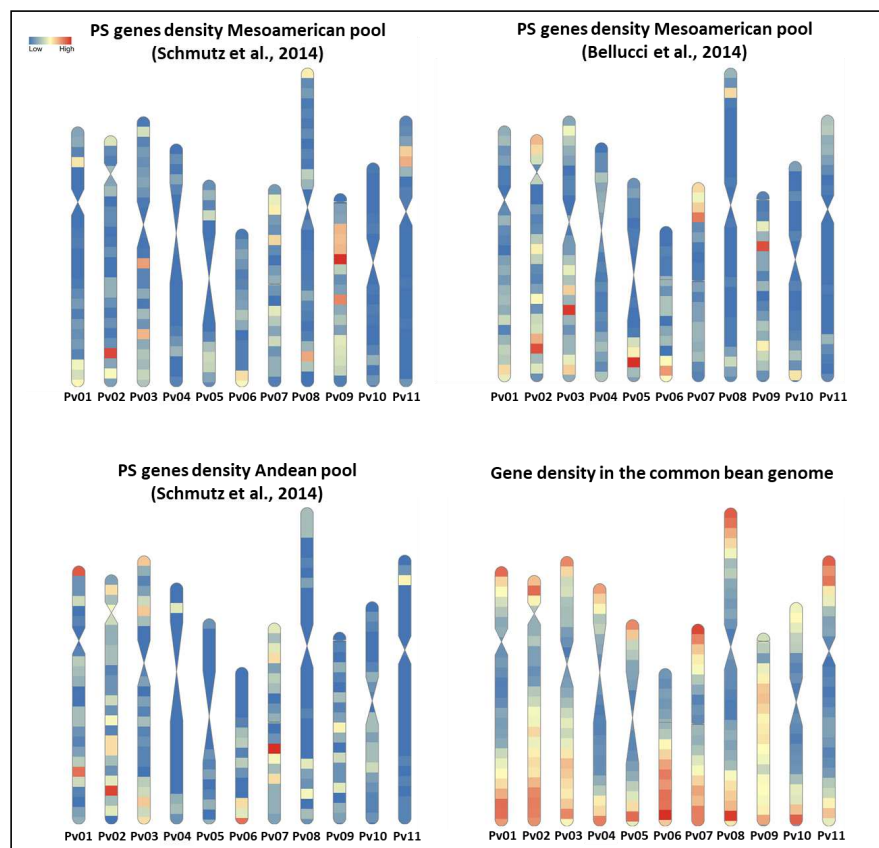 PS genes density Mesoamerican pool
(Schmutz et al., 2014)
Low High
Pv01 Pv02 Pv03 Pv04 Pv05 Pv06 Pv07 Pv08 Pv09 Pv10 Pv11
PS genes density Mesoamerican pool
(Bellucci et al., 2014)
Pv01 Pv02 Pv03 Pv04 Pv05 Pv06 Pv07 Pv08 Pv09 Pv10 Pv11
PS genes density Andean pool
(Schmutz et al., 2014)
Pv01 Pv02 Pv03 Pv04 Pv05 Pv06 Pv07 Pv08 Pv09 Pv10 Pv11
Gene density in the common bean genome
Pv01 Pv02 Pv03 Pv04 Pv05 Pv06 Pv07 Pv08 Pv09 Pv10 Pv11